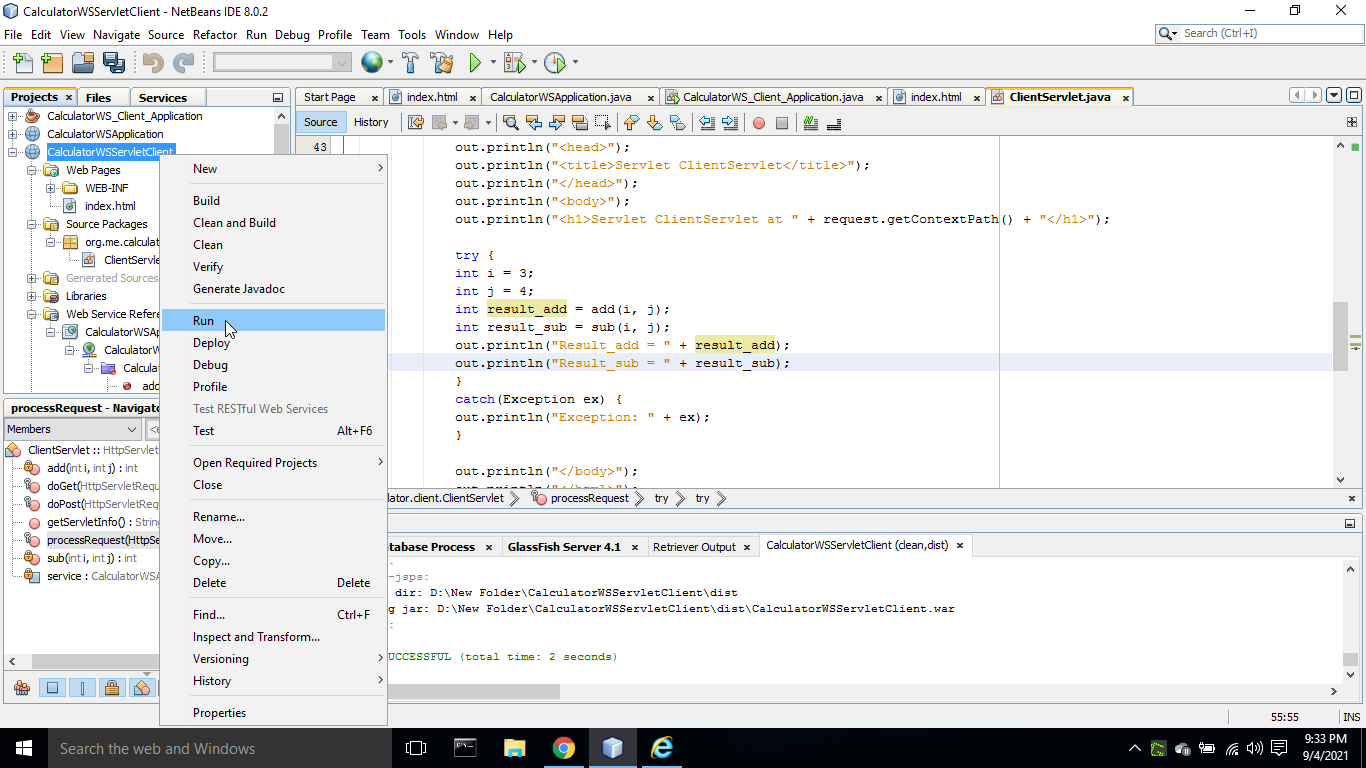 CalculatorWSServletClient - NetBeans IDE 8.0.2
File Edit View Navigate Source Refactor Run Debug Profile Team Tools Window Help
Search (Ctrl+I)
Projects Files Services
Start Page index.html CalculatorWSApplication.java CalculatorWS_Client_Application.java index.html ClientServlet.java
CalculatorWS_Client_Application
CalculatorWSApplication
CalculatorWSServletClient
Web Pages
WEB-INF
index.html
Source Packages
org.me.calculat
ClientServle
Generated Sources
Libraries
Web Service Refere
CalculatorWSAp
CalculatorW
Calcula
add
Source History
43
out.println("<head>");
out.println("<title>Servlet ClientServlet</title>");
out.println("</head>");
out.println("<body>");
out.println("<h1>Servlet ClientServlet at " + request.getContextPath() + "</h1>");
try {
int i = 3;
int j = 4;
int result_add = add(i, j);
int result_sub = sub(i, j);
out.println("Result_add = " + result_add);
out.println("Result_sub = " + result_sub);
}
catch(Exception ex) {
out.println("Exception: " + ex);
}
out.println("</body>");
lator.client.ClientServlet processRequest try try
New
Build
Clean and Build
Clean
Verify
Generate Javadoc
Run
Deploy
Debug
Profile
Test RESTful Web Services
Test Alt+F6
Open Required Projects
Close
Rename...
Move...
Copy...
Delete Delete
Find... Ctrl+F
Inspect and Transform...
Versioning
History
Properties
processRequest - Navigato
Members <e
ClientServlet :: HttpServlet
add(int i, int j) : int
doGet(HttpServletRequ
doPost(HttpServletReq
getServletInfo() : String
processRequest(HttpSe
sub(int i, int j) : int
service : CalculatorWSA
tabase Process GlassFish Server 4.1 Retriever Output CalculatorWSServletClient (clean,dist)
-jsps:
dir: D:\New Folder\CalculatorWSServletClient\dist
g jar: D:\New Folder\CalculatorWSServletClient\dist\CalculatorWSServletClient.war
:
UCCESSFUL (total time: 2 seconds)
55:55 INS
Search the web and Windows
9:33 PM
9/4/2021